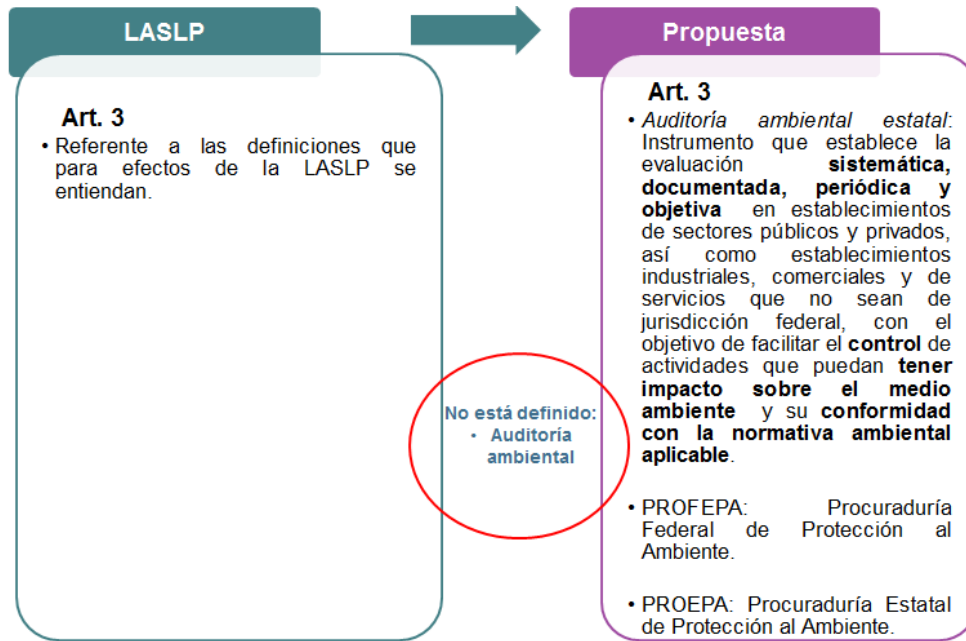 LASLP
Art. 3
• Referente a las definiciones que
para efectos de la LASLP se
entiendan.
No está definido:
• Auditoría
ambiental
Propuesta
Art. 3
• Auditoría ambiental estatal:
Instrumento que establece la
evaluación sistemática,
documentada, periódica y
objetiva en establecimientos
de sectores públicos y privados,
así como establecimientos
industriales, comerciales y de
servicios que no sean de
jurisdicción federal, con el
objetivo de facilitar el control de
actividades que puedan tener
impacto sobre el medio
ambiente y su conformidad
con la normativa ambiental
aplicable.
• PROFEPA: Procuraduría
Federal de Protección al
Ambiente.
• PROEPA: Procuraduría Estatal
de Protección al Ambiente.